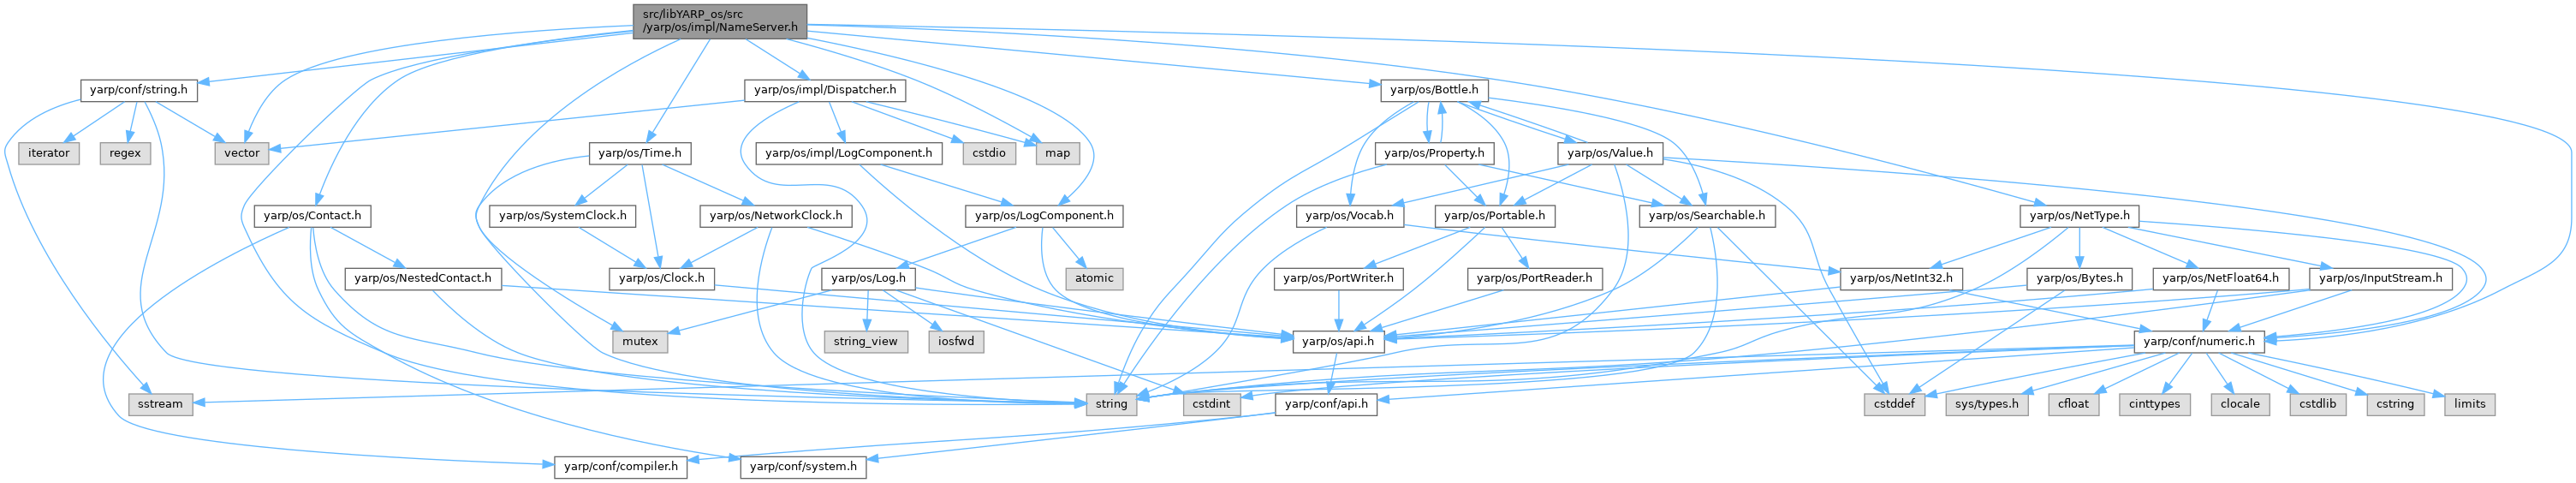 src/libYARP_os/src
/yarp/os/impl/NameServer.h
yarp/conf/string.h
yarp/os/impl/Dispatcher.h
yarp/os/Bottle.h
iterator
regex
vector
yarp/os/Time.h
yarp/os/impl/LogComponent.h
cstdio
map
yarp/os/Property.h
yarp/os/Value.h
yarp/os/Contact.h
yarp/os/SystemClock.h
yarp/os/NetworkClock.h
yarp/os/LogComponent.h
yarp/os/Vocab.h
yarp/os/Portable.h
yarp/os/Searchable.h
yarp/os/NetType.h
yarp/os/NestedContact.h
yarp/os/Clock.h
yarp/os/Log.h
atomic
yarp/os/PortWriter.h
yarp/os/PortReader.h
yarp/os/NetInt32.h
yarp/os/Bytes.h
yarp/os/NetFloat64.h
yarp/os/InputStream.h
mutex
string_view
iosfwd
yarp/os/api.h
yarp/conf/numeric.h
sstream
string
cstdint
yarp/conf/api.h
cstddef
sys/types.h
cfloat
cinttypes
clocale
cstdlib
cstring
limits
yarp/conf/compiler.h
yarp/conf/system.h